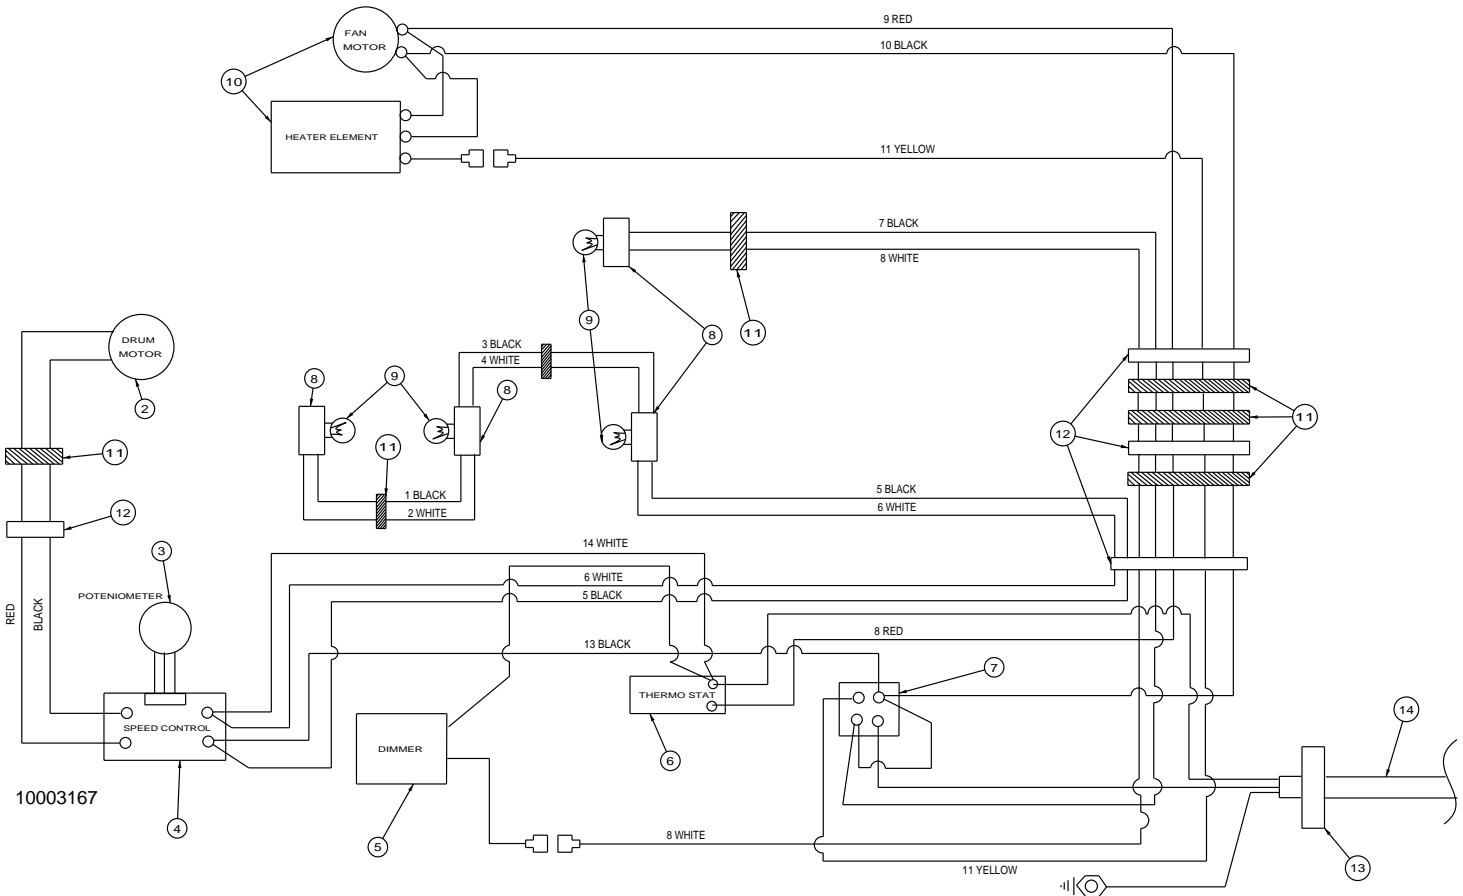 9 RED
FAN
MOTOR
10 BLACK
10
HEATER ELEMENT
11 YELLOW
7 BLACK
8 WHITE
9
8
11
DRUM
MOTOR
2
3 BLACK
4 WHITE
8
9
8
11
12
11
11
1 BLACK
2 WHITE
5 BLACK
6 WHITE
12
14 WHITE
3
6 WHITE
5 BLACK
POTENIOMETER
RED
BLACK
8 RED
13 BLACK
7
THERMO STAT
SPEED CONTROL
6
14
DIMMER
10003167
4
5
8 WHITE
11 YELLOW
13